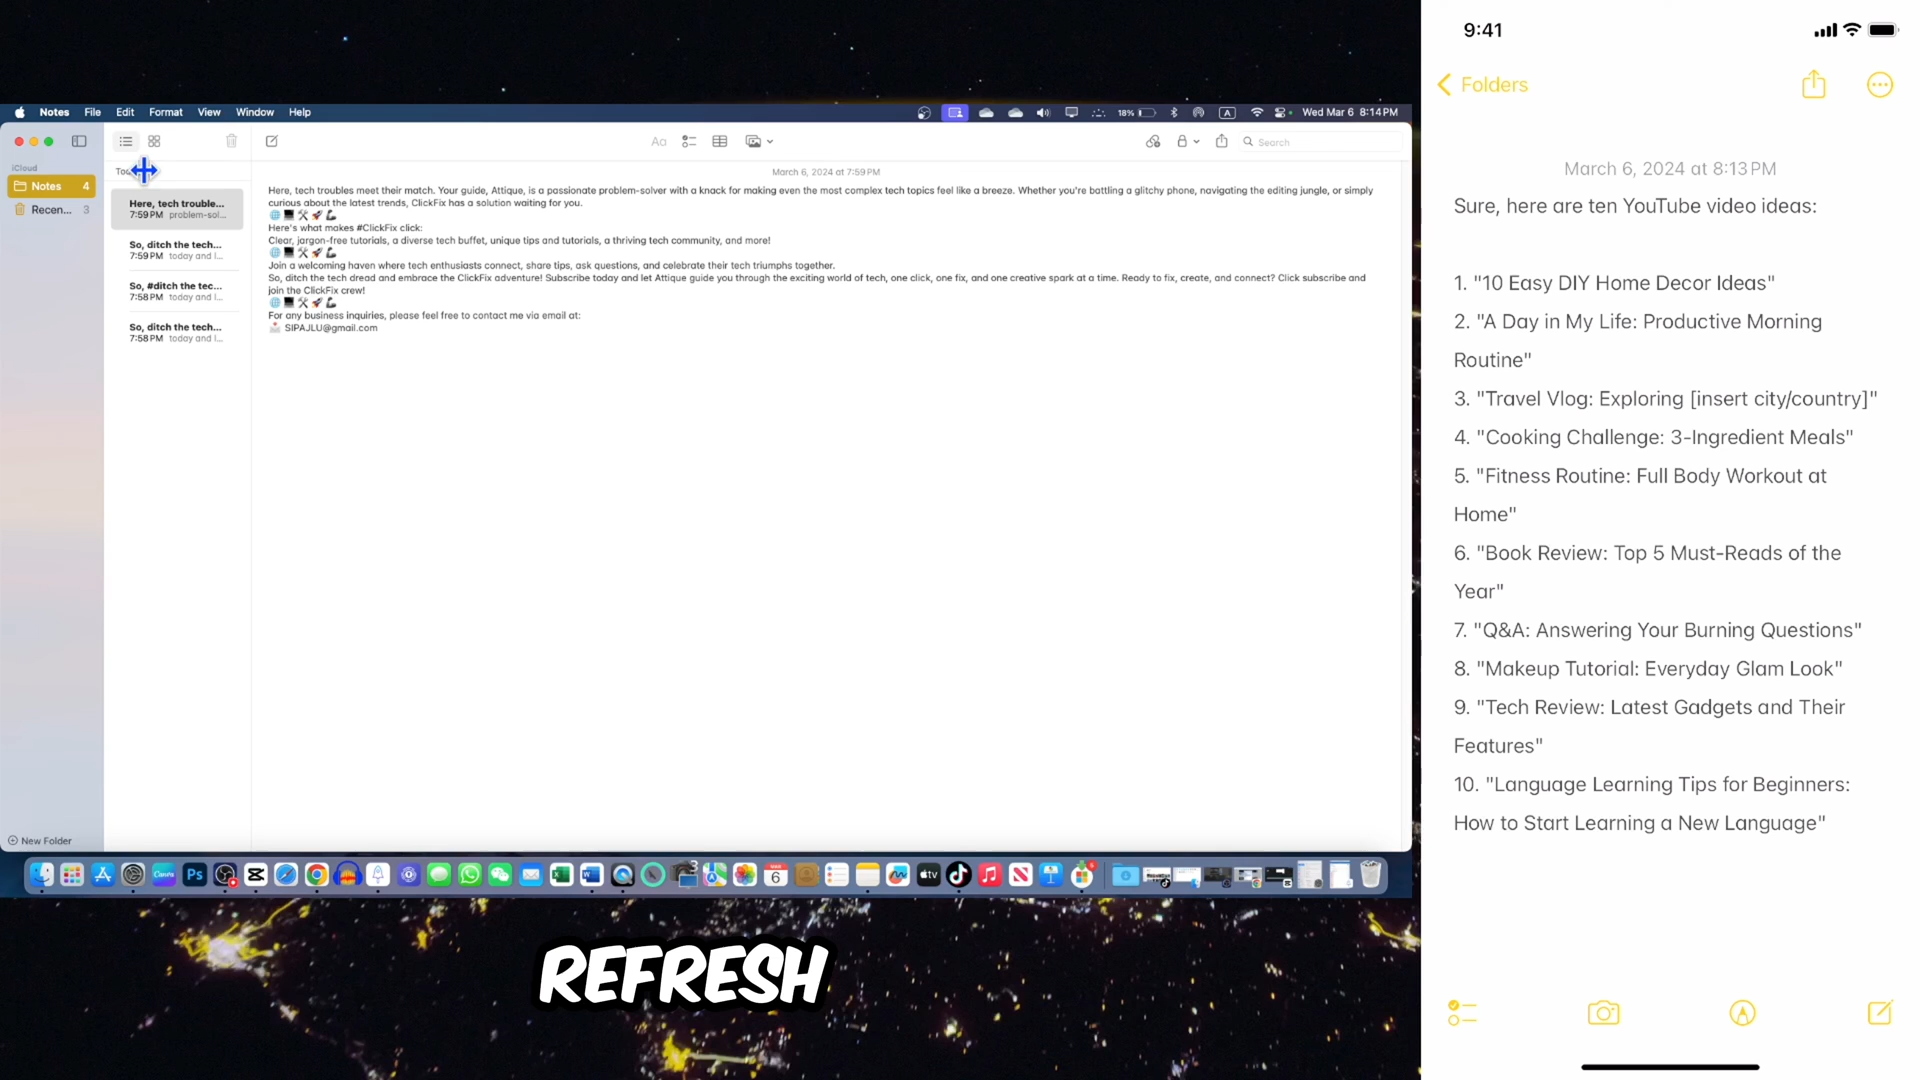 Notes File Edit Format View Window Help
18% A Wed Mar 6 8:14PM
iCloud
Notes 4
Recen... 3
New Folder
Here, tech trouble...
7:59PM problem-sol...
So, ditch the tech...
7:59PM today and l...
So, #ditch the tec...
7:58PM today and l...
So, ditch the tech...
7:58PM today and l...
Aa
Search
March 6, 2024 at 7:59PM
Here, tech troubles meet their match. Your guide, Attique, is a passionate problem-solver with a knack for making even the most complex tech topics feel like a breeze. Whether you're battling a glitchy phone, navigating the editing jungle, or simply
curious about the latest trends, ClickFix has a solution waiting for you.
🌐 💻 🛠 🚀 💪
Here's what makes #ClickFix click:
Clear, jargon-free tutorials, a diverse tech buffet, unique tips and tutorials, a thriving tech community, and more!
🌐 💻 🛠 🚀 💪
Join a welcoming haven where tech enthusiasts connect, share tips, ask questions, and celebrate their tech triumphs together.
So, ditch the tech dread and embrace the ClickFix adventure! Subscribe today and let Attique guide you through the exciting world of tech, one click, one fix, and one creative spark at a time. Ready to fix, create, and connect? Click subscribe and
join the ClickFix crew!
🌐 💻 🛠 🚀 💪
For any business inquiries, please feel free to contact me via email at:
📩 SIPAJLU@gmail.com
Canva Ps 6 tv
REFRESH
9:41
Folders
March 6, 2024 at 8:13PM
Sure, here are ten YouTube video ideas:
1. "10 Easy DIY Home Decor Ideas"
2. "A Day in My Life: Productive Morning
Routine"
3. "Travel Vlog: Exploring [insert city/country]"
4. "Cooking Challenge: 3-Ingredient Meals"
5. "Fitness Routine: Full Body Workout at
Home"
6. "Book Review: Top 5 Must-Reads of the
Year"
7. "Q&A: Answering Your Burning Questions"
8. "Makeup Tutorial: Everyday Glam Look"
9. "Tech Review: Latest Gadgets and Their
Features"
10. "Language Learning Tips for Beginners:
How to Start Learning a New Language"